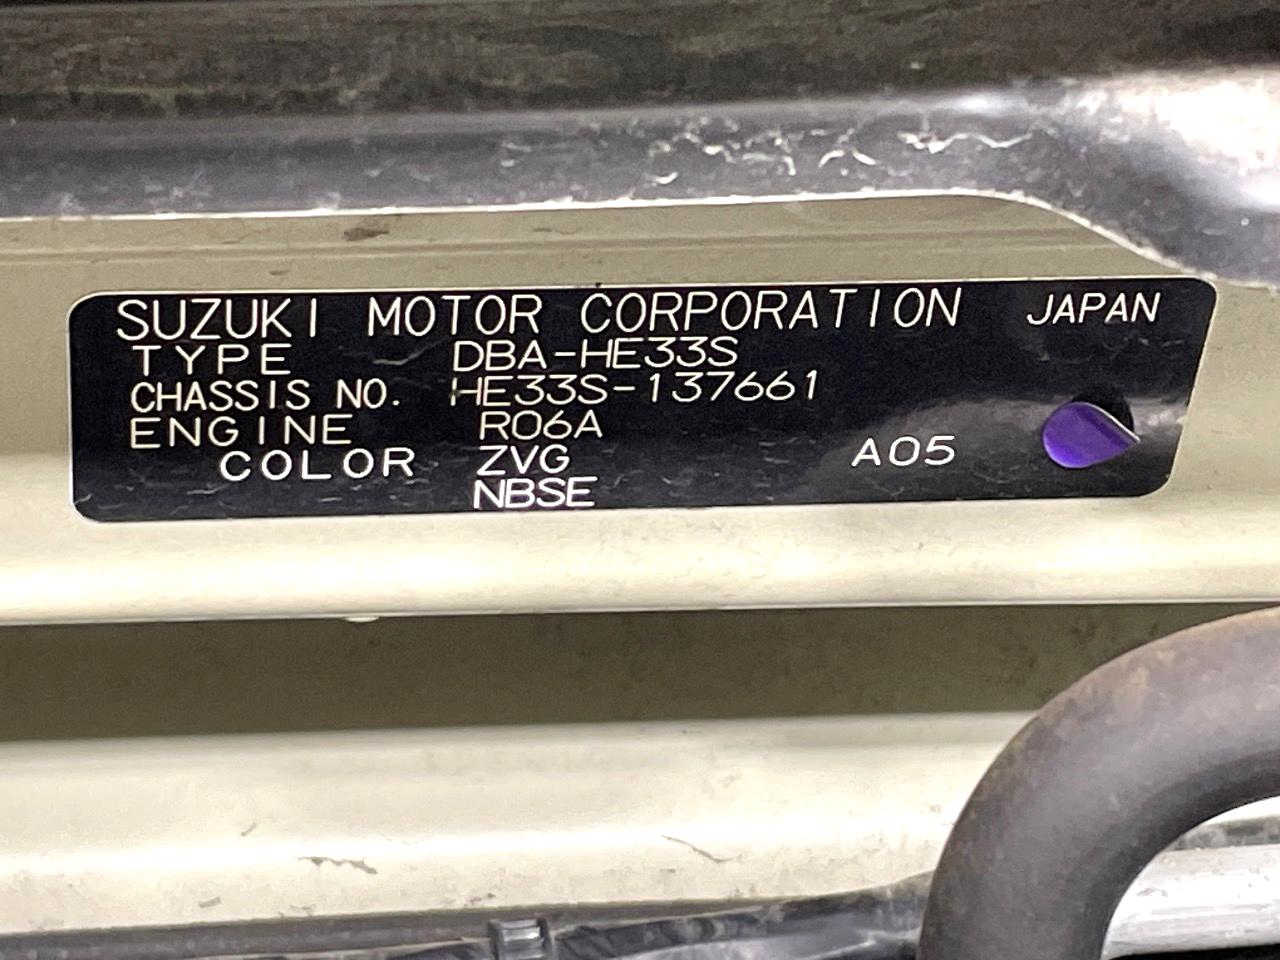 SUZUKI MOTOR CORPORATION JAPAN
TYPE DBA-HE33S
CHASSIS NO. HE33S-137661
ENGINE R06A
COLOR ZVG A05
NBSE